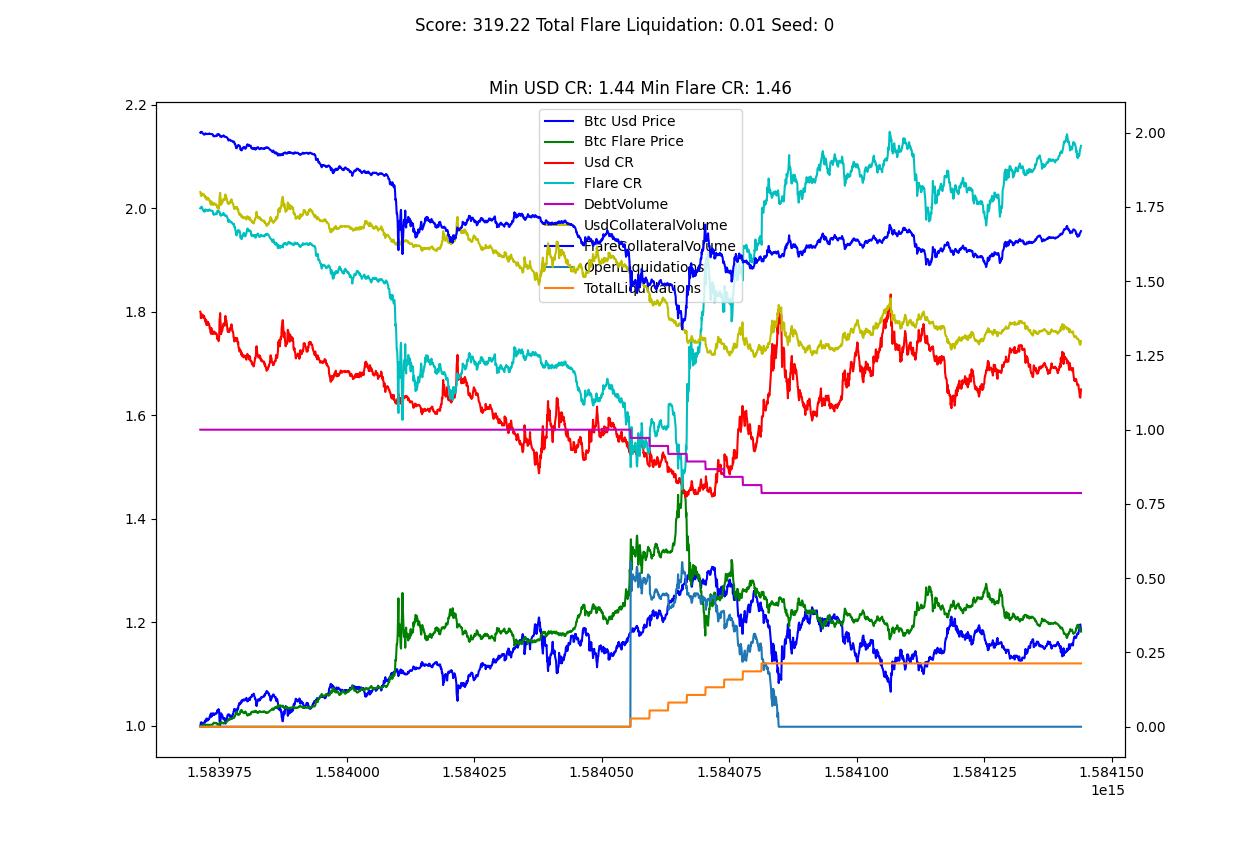 Score: 319.22 Total Flare Liquidation: 0.01 Seed: 0
Min USD CR: 1.44 Min Flare CR: 1.46
2.2
2.0
1.8
1.6
1.4
1.2
1.0
Btc Usd Price
Btc Flare Price
Usd CR
Flare CR
DebtVolume
UsdCollateralVolume
FlareCollateralVolume
OpenLiquidations
TotalLiquidations
2.00
1.75
1.50
1.25
1.00
0.75
0.50
0.25
0.00
1.583975 1.584000 1.584025 1.584050 1.584075 1.584100 1.584125 1.584150
1e15